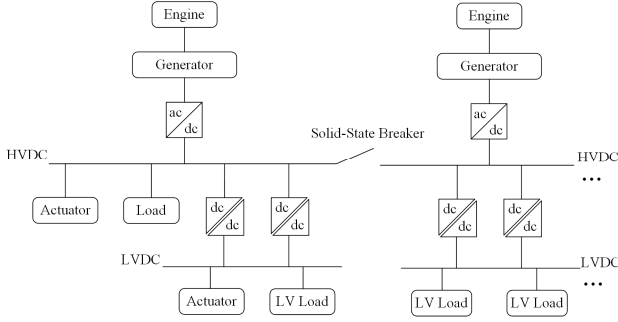 Engine
Engine
Generator
Generator
ac
dc
ac
dc
Solid-State Breaker
HVDC
HVDC
...
Actuator
Load
dc
dc
dc
dc
dc
dc
dc
dc
LVDC
LVDC
...
Actuator
LV Load
LV Load
LV Load